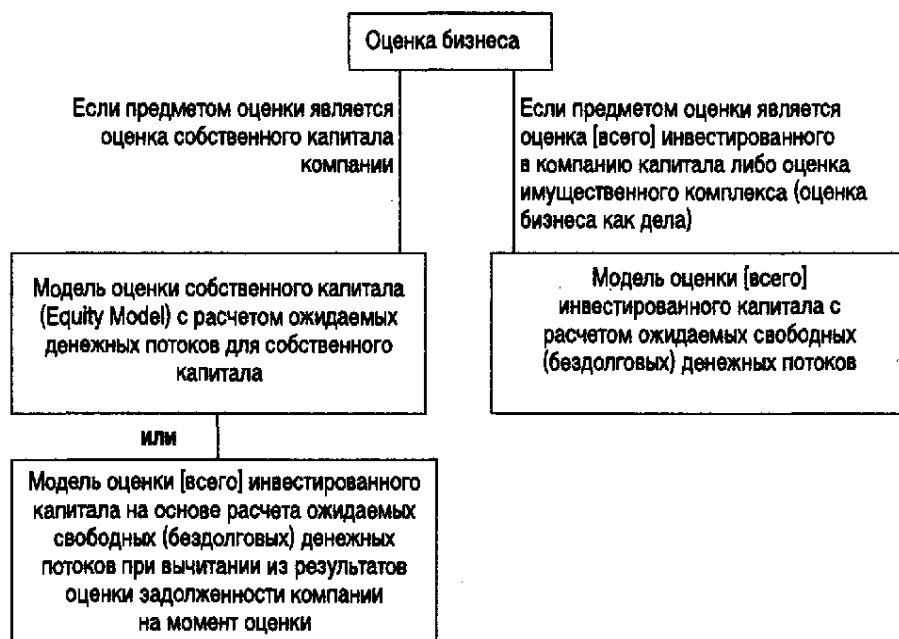 Оценка бизнеса
Если предметом оценки является
оценка собственного капитала
компании
Если предметом оценки является
оценка [всего] инвестированного
в компанию капитала либо оценка
имущественного комплекса (оценка
бизнеса как дела)
Модель оценки собственного капитала
(Equity Model) с расчетом ожидаемых
денежных потоков для собственного
капитала
Модель оценки [всего]
инвестированного капитала с
расчетом ожидаемых свободных
(бездолговых) денежных потоков
или
Модель оценки [всего] инвестированного
капитала на основе расчета ожидаемых
свободных (бездолговых) денежных
потоков при вычитании из результатов
оценки задолженности компании
на момент оценки